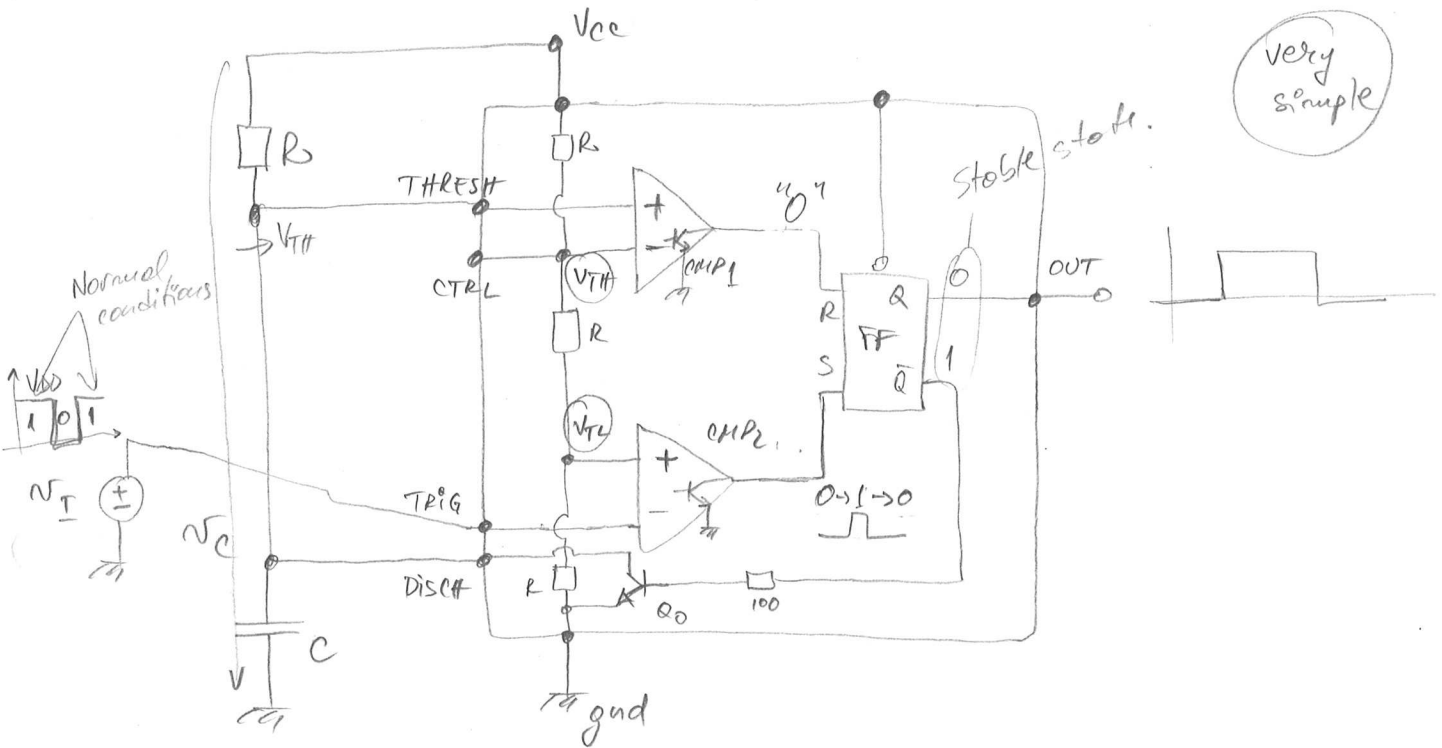 Vcc
very
simple
R
R
THRESH
"0"
stable state.
+
VTH
Normal
conditions
CTRL
VTH
-
CMP1
0
OUT
R
Q
R
FF
S
Q̅
1
VDD
1 0 1
VTL
CMP2
+
0→1→0
vI
±
TRiG
-
vC
DiSCH
R
QO
100
C
gnd